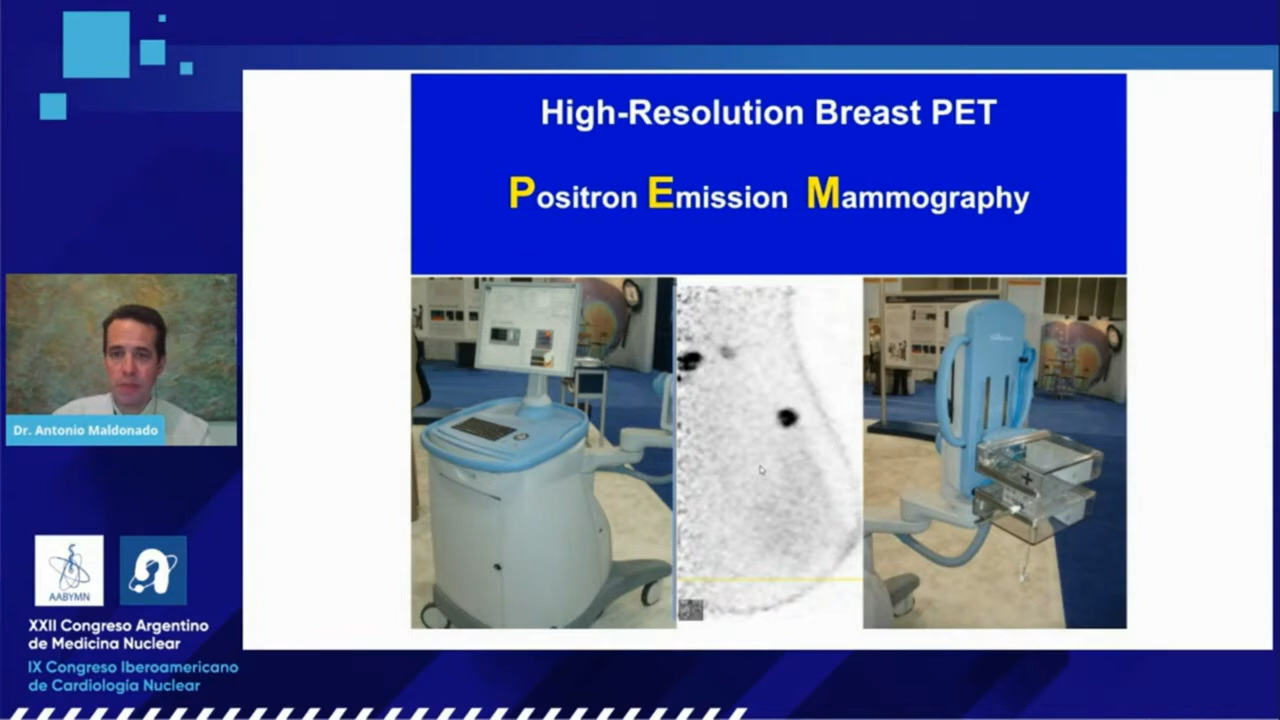 High-Resolution Breast PET
Positron Emission Mammography
Dr. Antonio Maldonado
AABYMN
XXII Congreso Argentino
de Medicina Nuclear
IX Congreso Iberoamericano
de Cardiología Nuclear